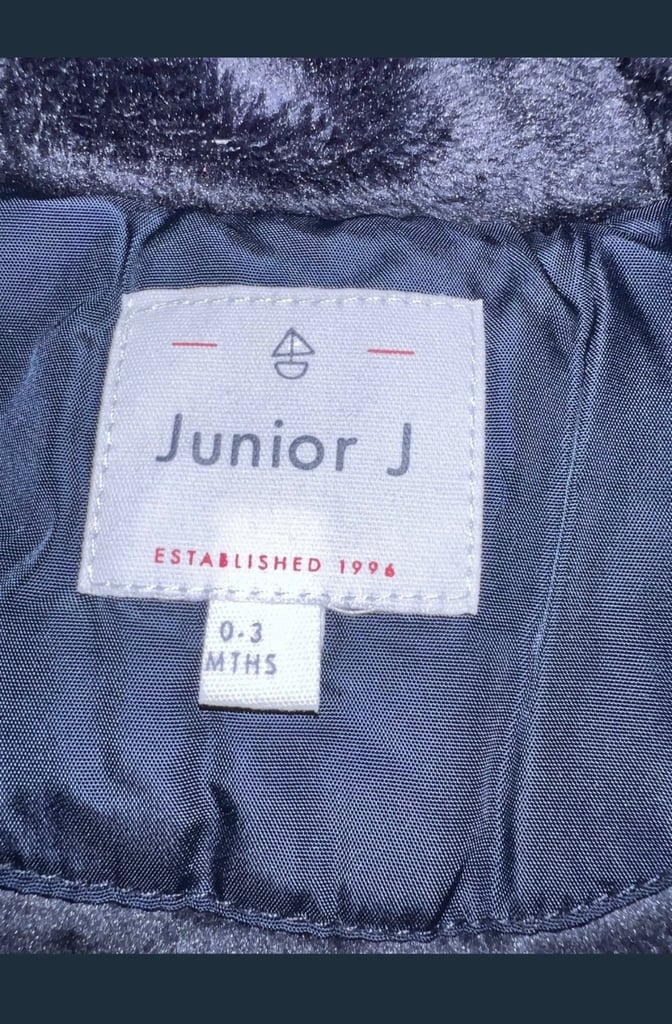 Junior J
ESTABLISHED 1996
0-3
MTHS